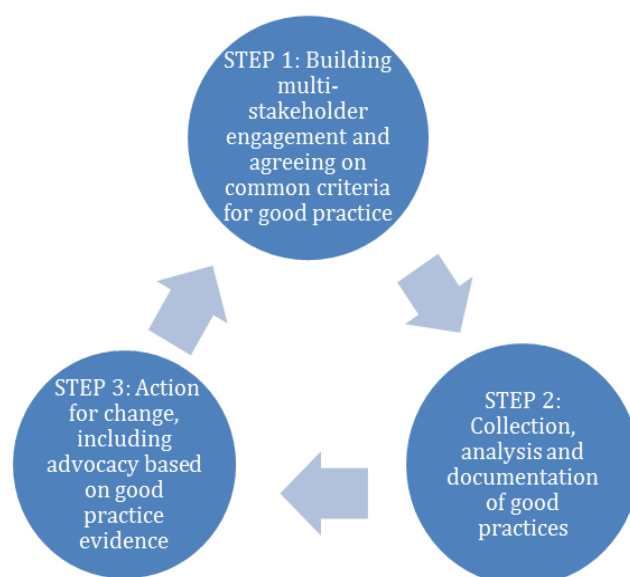 STEP 1: Building
multi-
stakeholder
engagement and
agreeing on
common criteria
for good practice
STEP 2:
Collection,
analysis and
documentation
of good
practices
STEP 3: Action
for change,
including
advocacy based
on good
practice
evidence